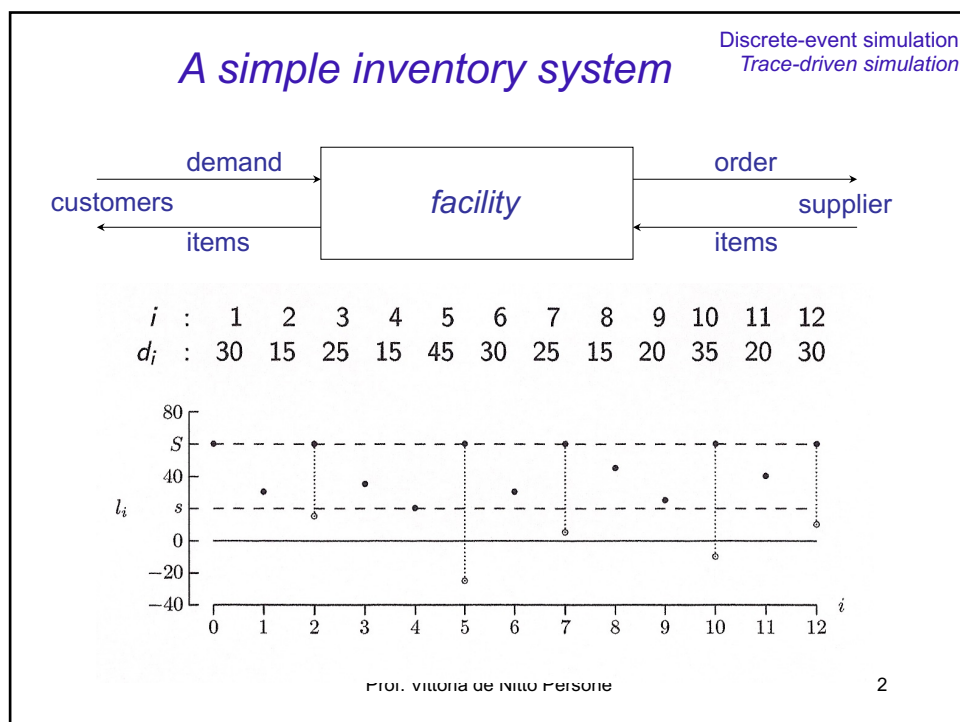 Discrete-event simulation
Trace-driven simulation
A simple inventory system
demand
order
customers
facility
supplier
items
items
i : 1 2 3 4 5 6 7 8 9 10 11 12
d_i : 30 15 25 15 45 30 25 15 20 35 20 30
80
S
40
l_i s
0
−20
−40
i
0 1 2 3 4 5 6 7 8 9 10 11 12
Prof. Vittoria de Nitto Personè
2